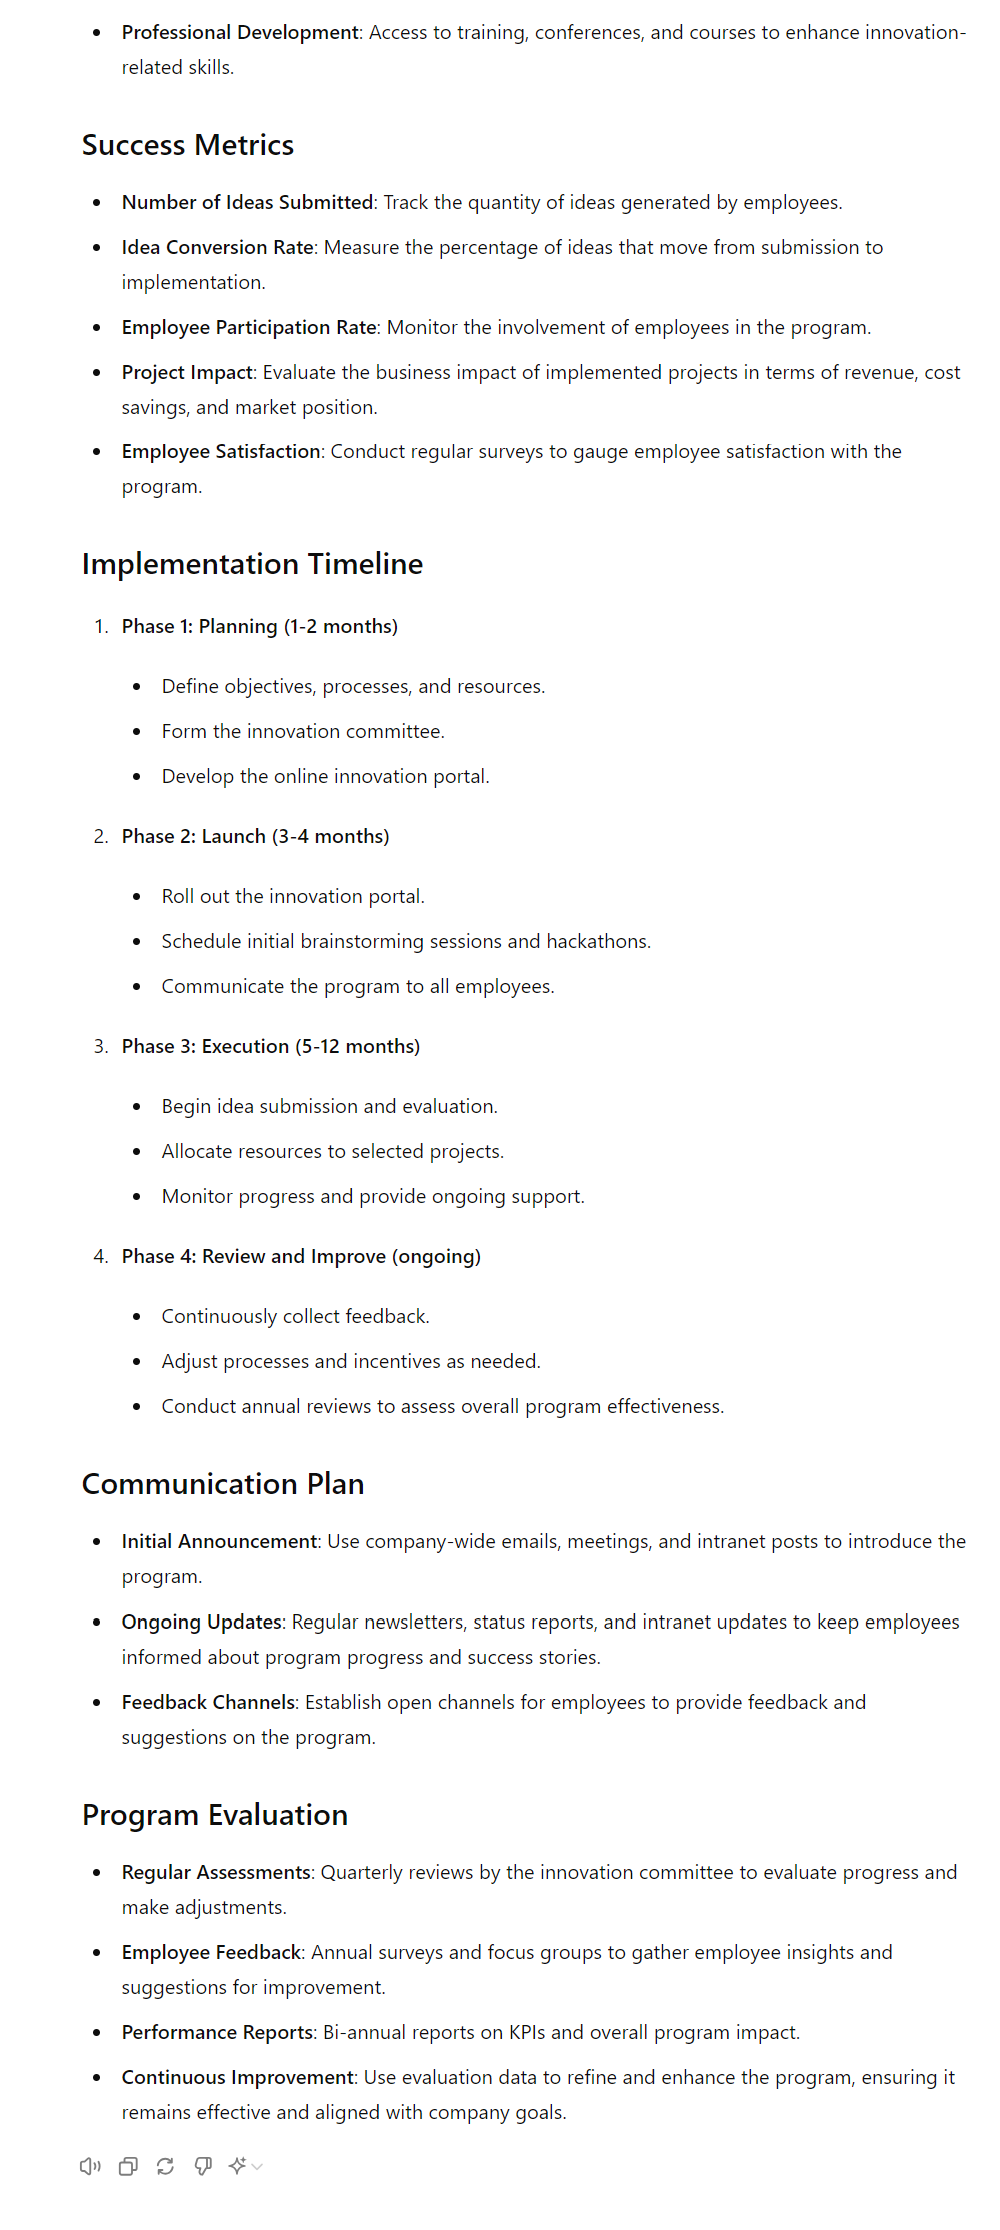 Professional Development: Access to training, conferences, and courses to enhance innovation-
related skills.
Success Metrics
Number of Ideas Submitted: Track the quantity of ideas generated by employees.
Idea Conversion Rate: Measure the percentage of ideas that move from submission to
implementation.
Employee Participation Rate: Monitor the involvement of employees in the program.
Project Impact: Evaluate the business impact of implemented projects in terms of revenue, cost
savings, and market position.
Employee Satisfaction: Conduct regular surveys to gauge employee satisfaction with the
program.
Implementation Timeline
1. Phase 1: Planning (1-2 months)
Define objectives, processes, and resources.
Form the innovation committee.
Develop the online innovation portal.
2. Phase 2: Launch (3-4 months)
Roll out the innovation portal.
Schedule initial brainstorming sessions and hackathons.
Communicate the program to all employees.
3. Phase 3: Execution (5-12 months)
Begin idea submission and evaluation.
Allocate resources to selected projects.
Monitor progress and provide ongoing support.
4. Phase 4: Review and Improve (ongoing)
Continuously collect feedback.
Adjust processes and incentives as needed.
Conduct annual reviews to assess overall program effectiveness.
Communication Plan
Initial Announcement: Use company-wide emails, meetings, and intranet posts to introduce the
program.
Ongoing Updates: Regular newsletters, status reports, and intranet updates to keep employees
informed about program progress and success stories.
Feedback Channels: Establish open channels for employees to provide feedback and
suggestions on the program.
Program Evaluation
Regular Assessments: Quarterly reviews by the innovation committee to evaluate progress and
make adjustments.
Employee Feedback: Annual surveys and focus groups to gather employee insights and
suggestions for improvement.
Performance Reports: Bi-annual reports on KPIs and overall program impact.
Continuous Improvement: Use evaluation data to refine and enhance the program, ensuring it
remains effective and aligned with company goals.